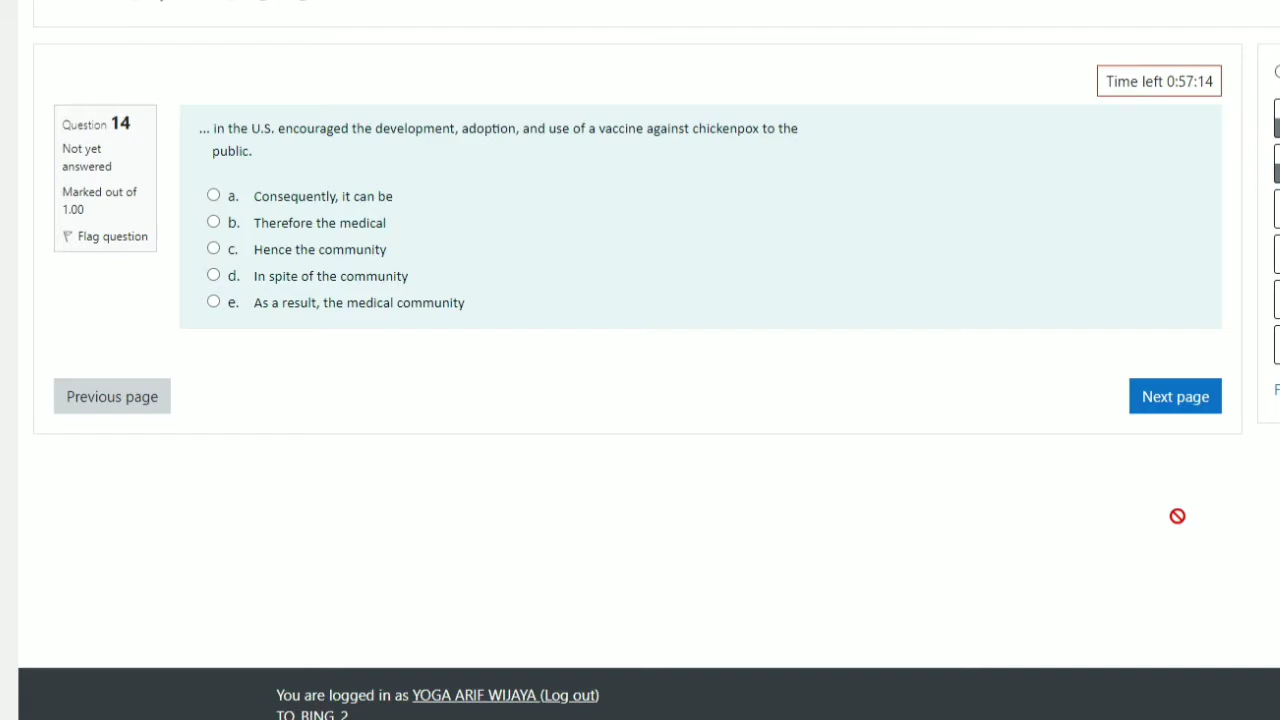 Time left 0:57:14
Question 14
Not yet
answered
Marked out of
1.00
Flag question
... in the U.S. encouraged the development, adoption, and use of a vaccine against chickenpox to the
public.
a. Consequently, it can be
b. Therefore the medical
c. Hence the community
d. In spite of the community
e. As a result, the medical community
Previous page
Next page
You are logged in as YOGA ARIF WIJAYA (Log out)
TO_BING_2